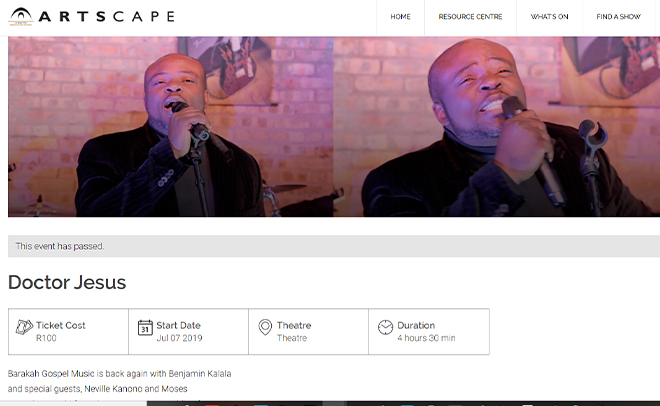 ARTSCAPE
HOME RESOURCE CENTRE WHAT'S ON FIND A SHOW
This event has passed.
Doctor Jesus
Ticket Cost
R100
31
Start Date
Jul 07 2019
Theatre
Theatre
Duration
4 hours 30 min
Barakah Gospel Music is back again with Benjamin Kalala
and special guests, Neville Kanono and Moses